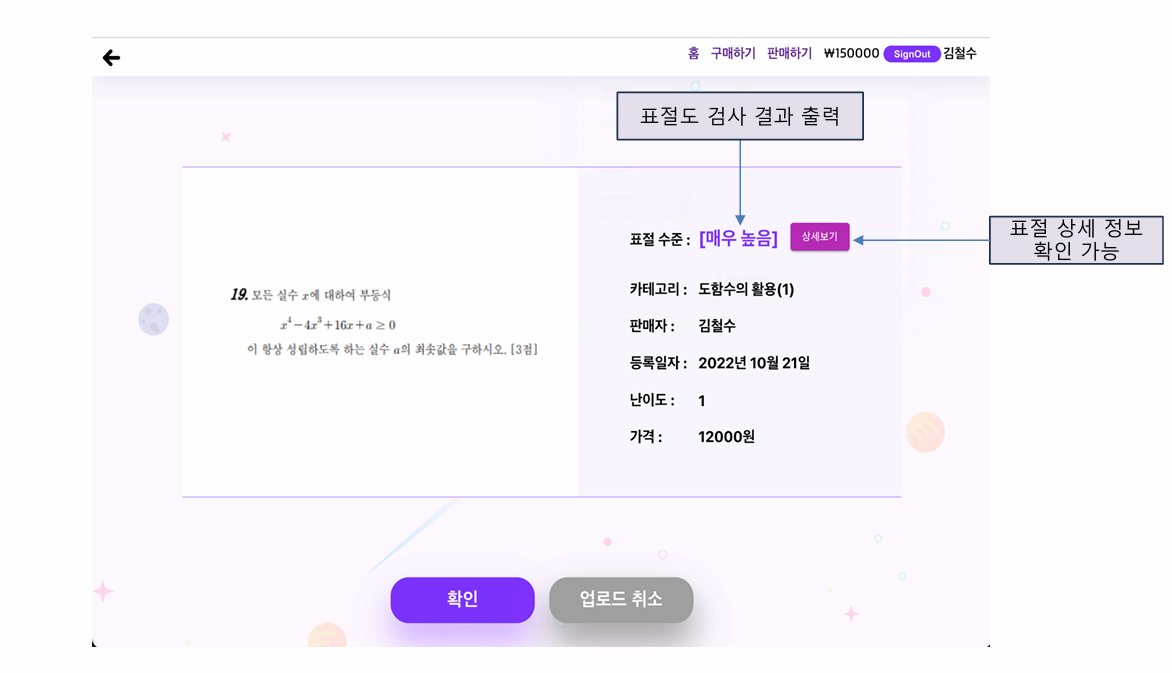 홈 구매하기 판매하기 ₩150000 SignOut 김철수
표절도 검사 결과 출력
표절 수준 : [매우 높음] 상세보기
표절 상세 정보
확인 가능
19. 모든 실수 x에 대하여 부등식
x⁴－4x³＋16x＋a ≥ 0
이 항상 성립하도록 하는 실수 a의 최솟값을 구하시오. [3점]
카테고리 : 도함수의 활용(1)
판매자 : 김철수
등록일자 : 2022년 10월 21일
난이도 : 1
가격 : 12000원
확인 업로드 취소